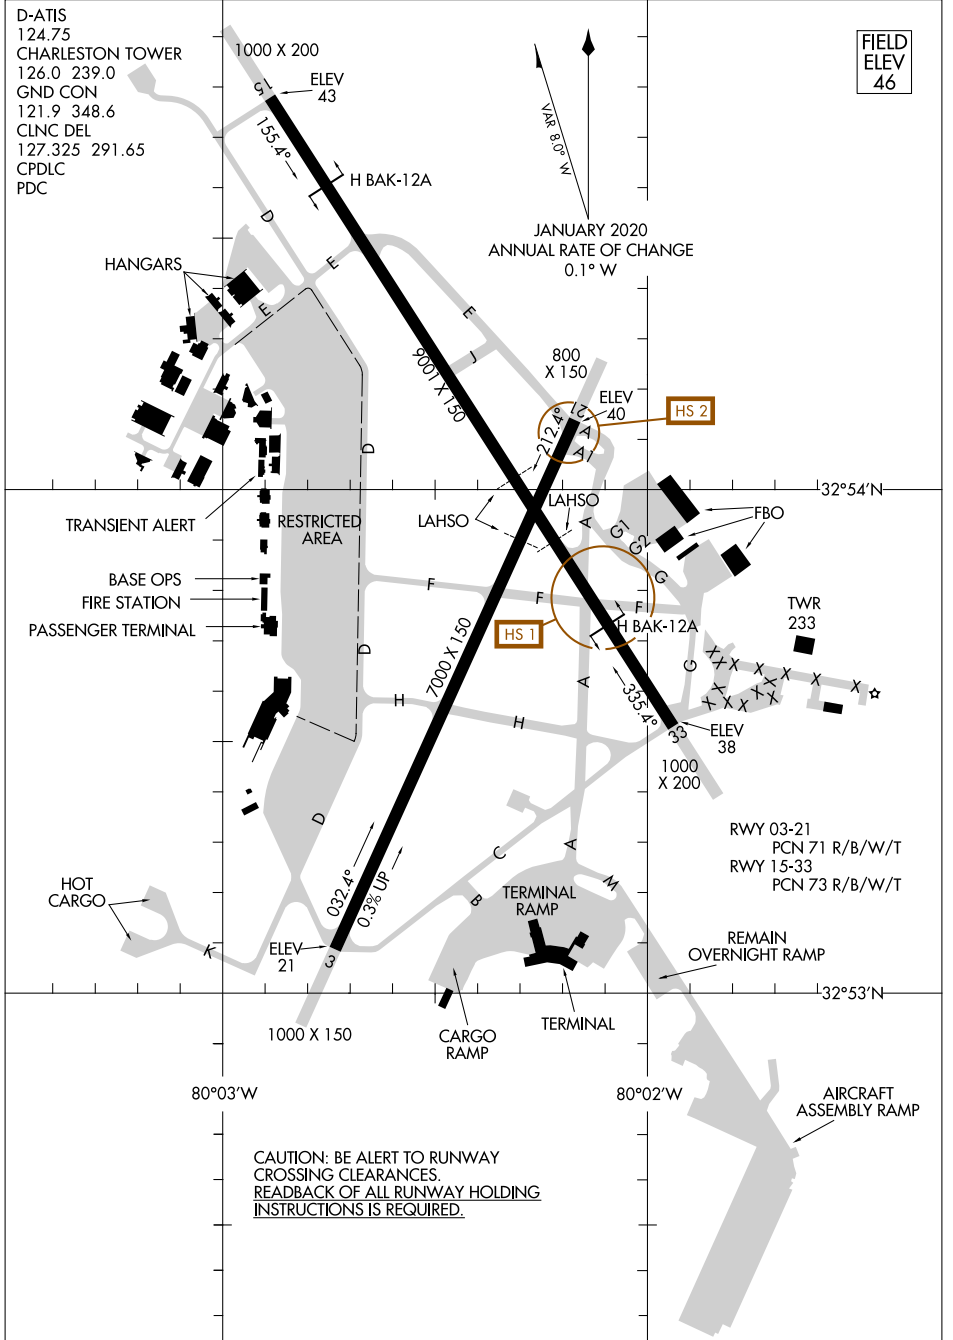 D-ATIS
124.75
CHARLESTON TOWER
126.0 239.0
GND CON
121.9 348.6
CLNC DEL
127.325 291.65
CPDLC
PDC
1000 X 200
15
ELEV
43
155.4°
H BAK-12A
VAR 8.0° W
JANUARY 2020
ANNUAL RATE OF CHANGE
0.1° W
FIELD
ELEV
46
D
E
HANGARS
E
E
J
9001 X 150
800
X 150
21
ELEV
40
HS 2
212.4°
A
A1
D
32°54'N
LAHSO
LAHSO
TRANSIENT ALERT
RESTRICTED
AREA
A
G1
G2
FBO
BASE OPS
FIRE STATION
PASSENGER TERMINAL
F
F
F
G
HS 1
H BAK-12A
TWR
233
7000 X 150
D
A
G
335.4°
X X X X X X
X X X X X X X
H
H
33
ELEV
38
1000
X 200
D
C
A
M
B
RWY 03-21
PCN 71 R/B/W/T
RWY 15-33
PCN 73 R/B/W/T
HOT
CARGO
032.4°
0.3% UP
TERMINAL
RAMP
K
ELEV
21
3
REMAIN
OVERNIGHT RAMP
32°53'N
1000 X 150
CARGO
RAMP
TERMINAL
80°03'W
80°02'W
AIRCRAFT
ASSEMBLY RAMP
CAUTION: BE ALERT TO RUNWAY
CROSSING CLEARANCES.
READBACK OF ALL RUNWAY HOLDING
INSTRUCTIONS IS REQUIRED.